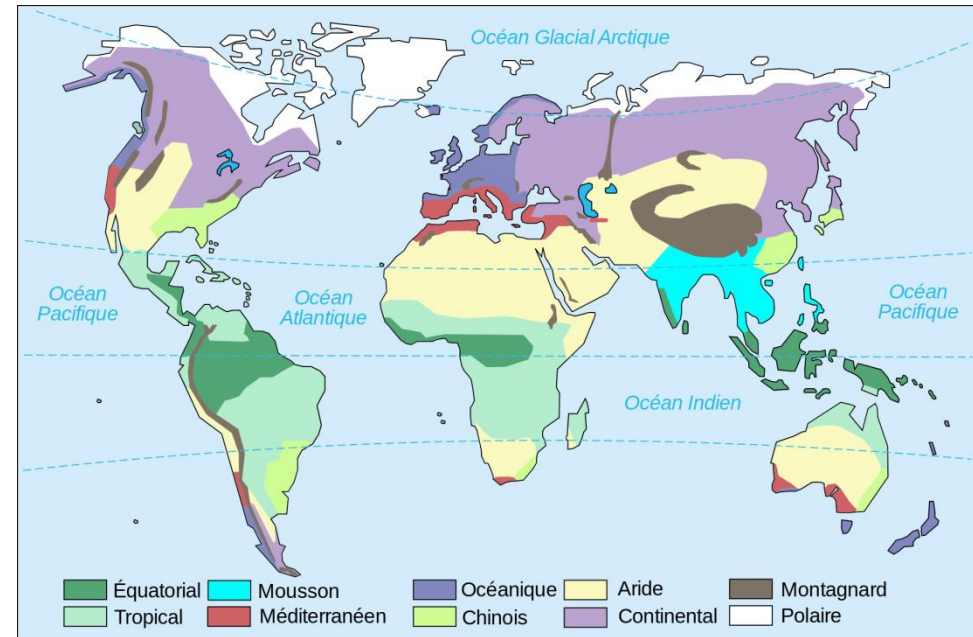 Océan Glacial Arctique
Océan
Pacifique
Océan
Atlantique
Océan
Pacifique
Océan Indien
Équatorial
Mousson
Océanique
Aride
Montagnard
Tropical
Méditerranéen
Chinois
Continental
Polaire